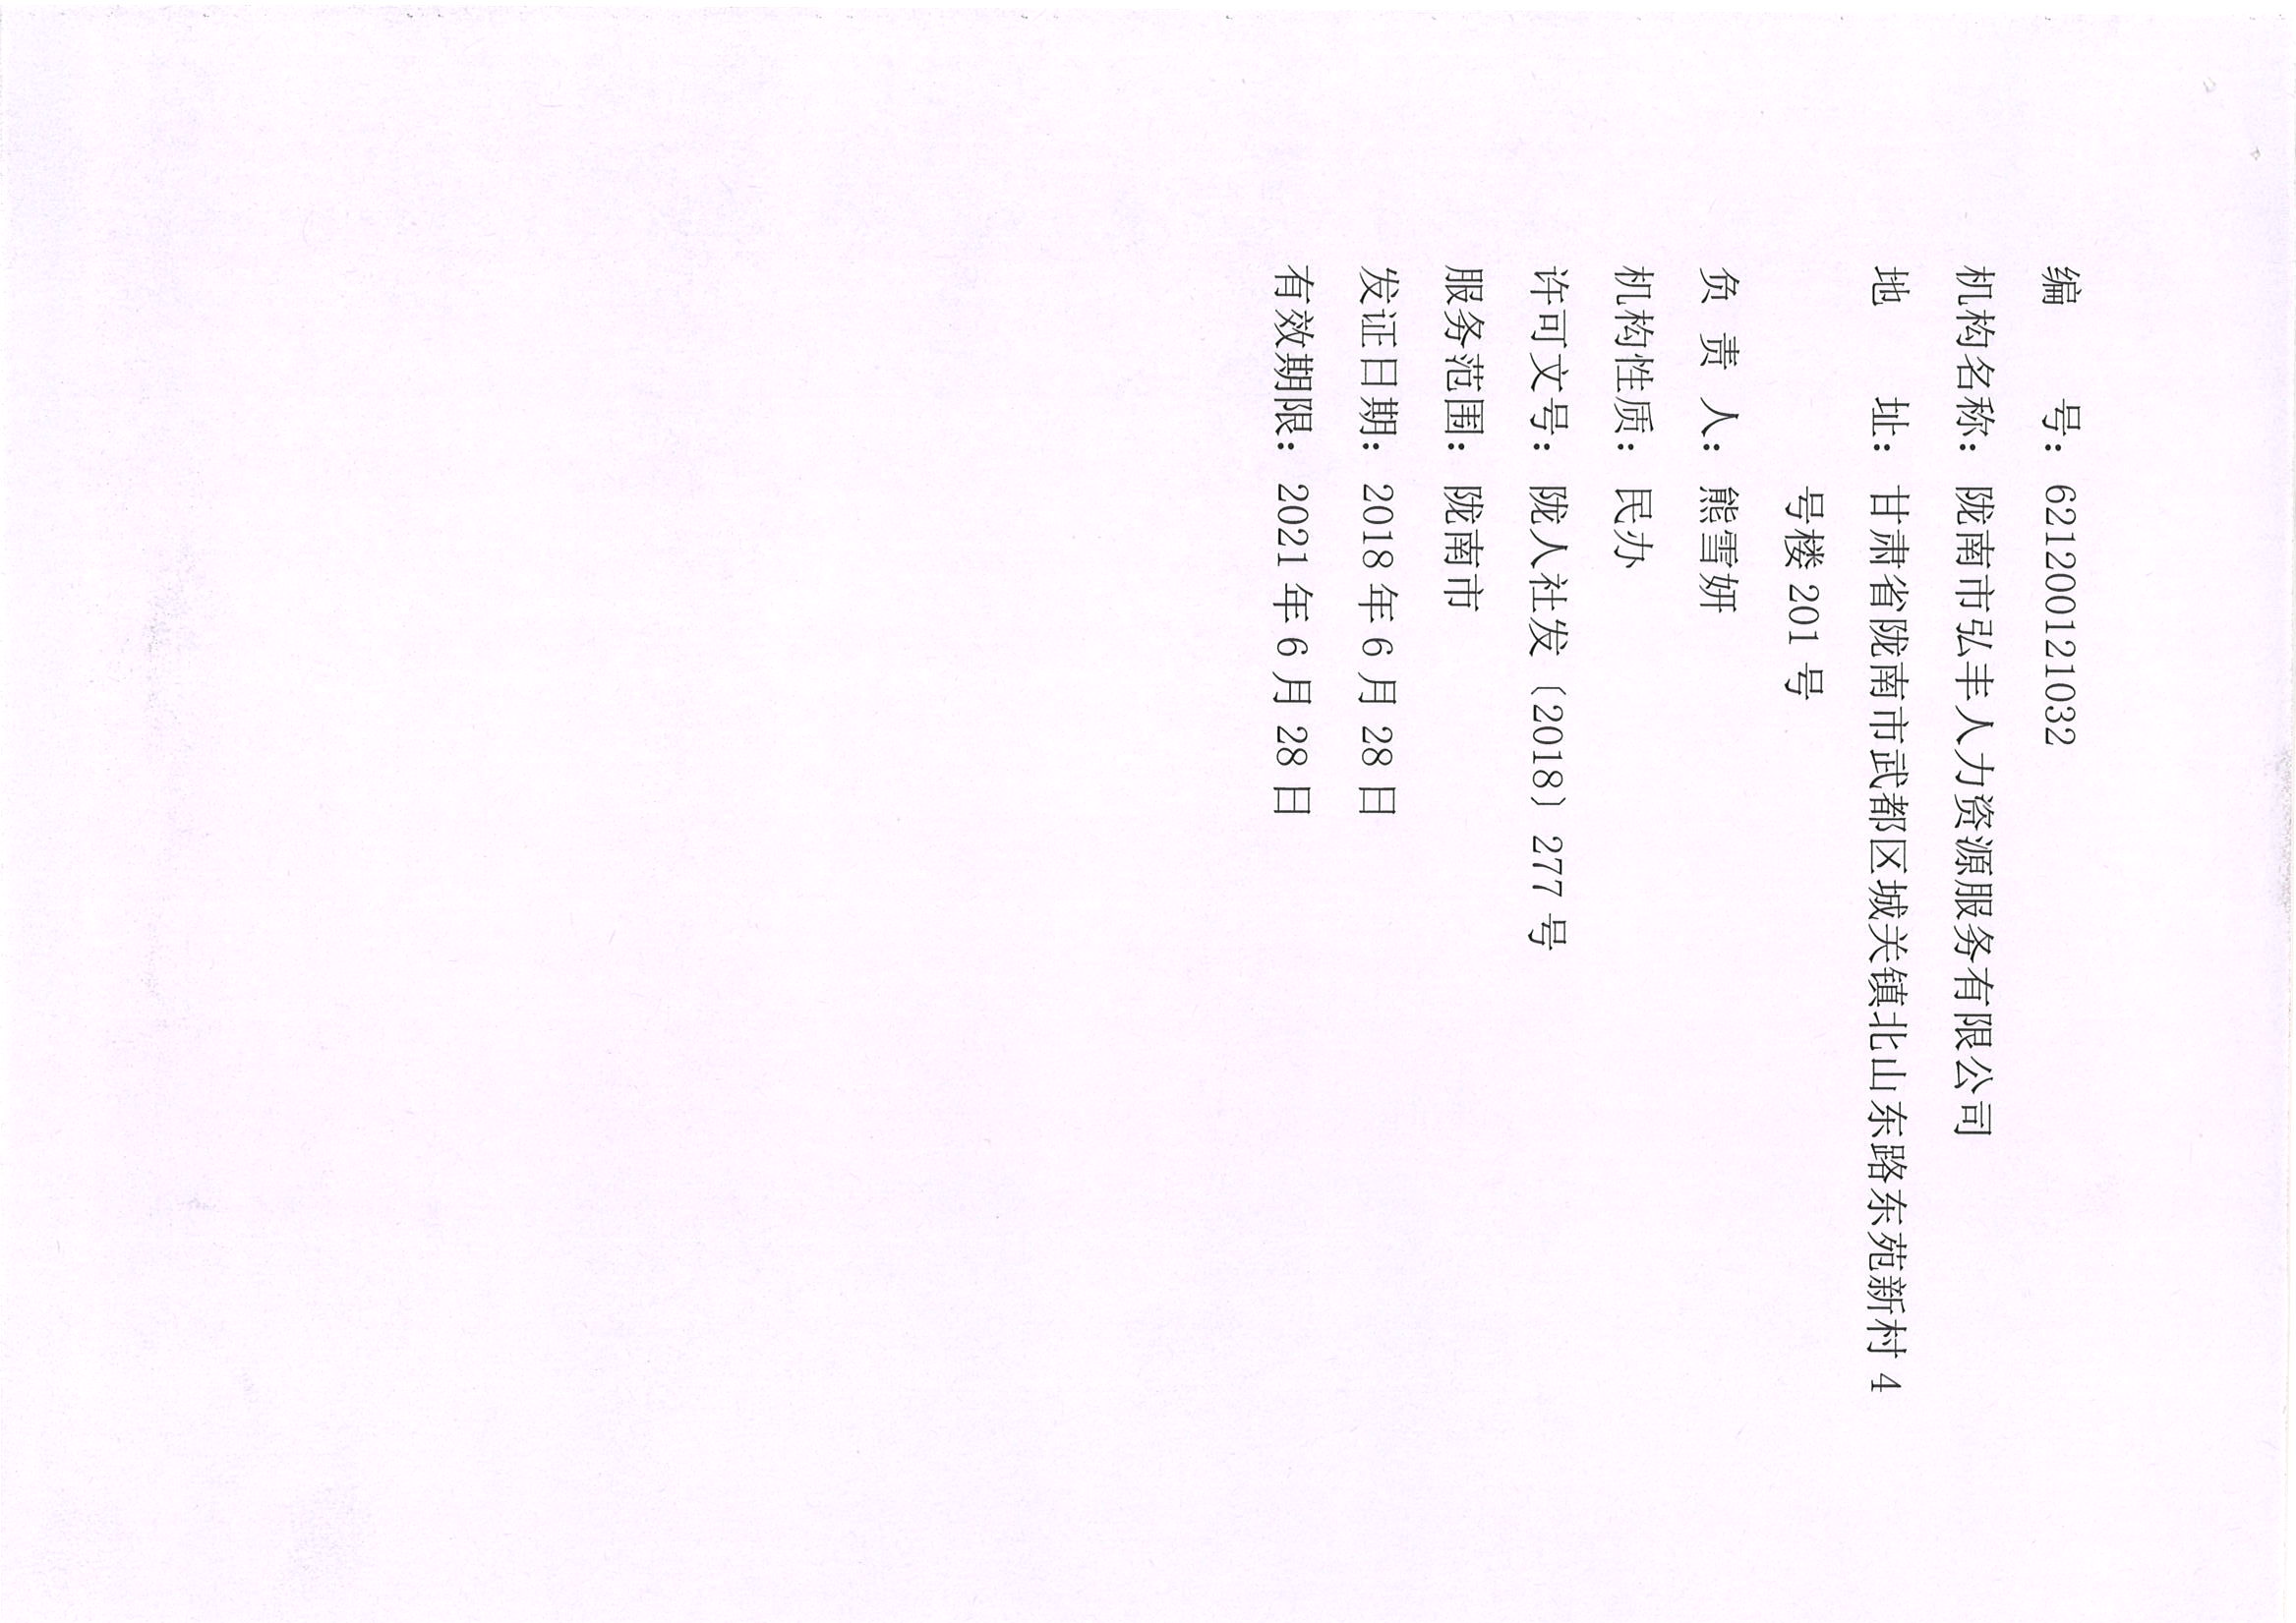 编　　号：621200121032
机构名称：陇南市弘丰人力资源服务有限公司
地　　址：甘肃省陇南市武都区城关镇北山东路东苑新村 4
号楼 201 号
负 责 人：熊雪妍
机构性质：民办
许可文号：陇人社发〔2018〕277 号
服务范围：陇南市
发证日期：2018 年 6 月 28 日
有效期限：2021 年 6 月 28 日